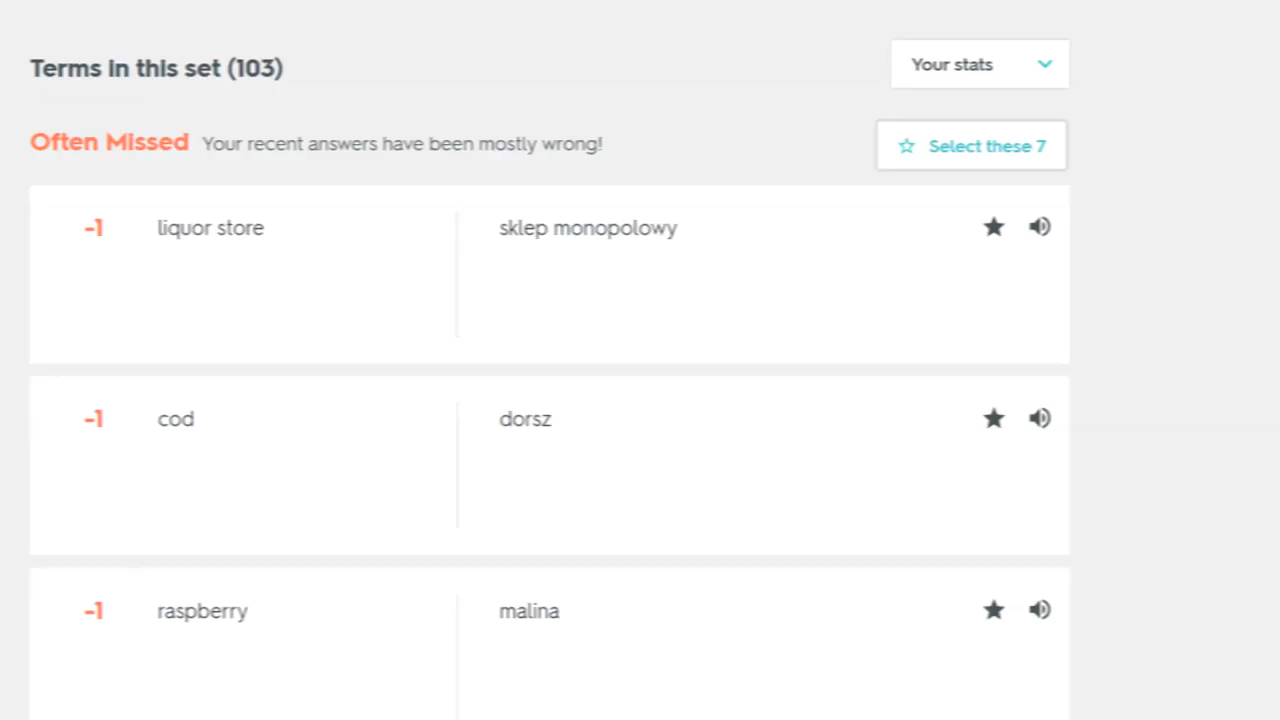 Terms in this set (103)
Your stats
Often Missed Your recent answers have been mostly wrong!
Select these 7
-1 liquor store sklep monopolowy
-1 cod dorsz
-1 raspberry malina